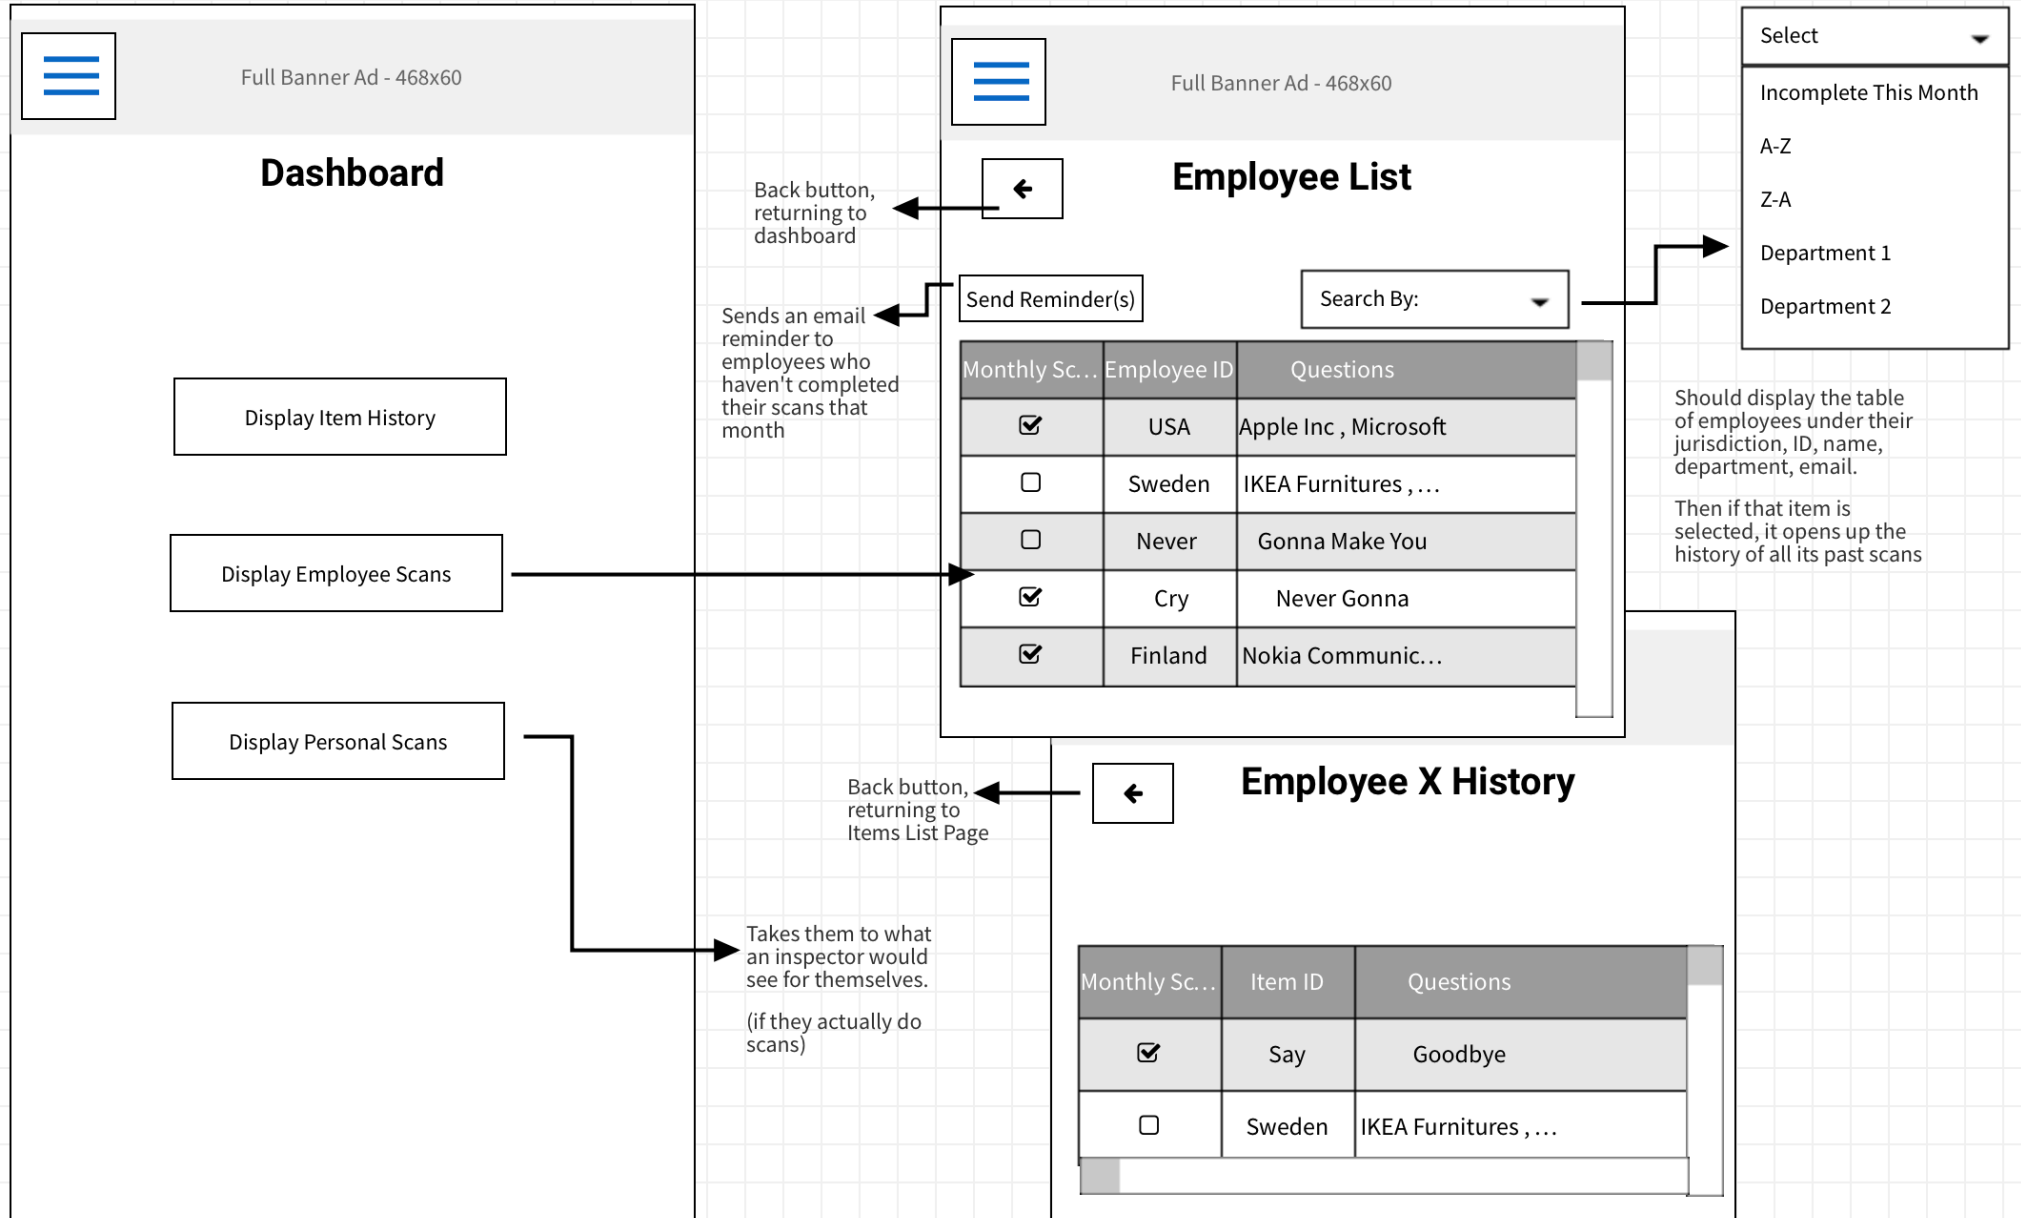 Full Banner Ad - 468x60
Dashboard
Display Item History
Display Employee Scans
Display Personal Scans
Back button,
returning to
dashboard
Sends an email
reminder to
employees who
haven't completed
their scans that
month
Full Banner Ad - 468x60
Employee List
Send Reminder(s)
Search By:
Monthly Sc... Employee ID Questions
USA Apple Inc , Microsoft
Sweden IKEA Furnitures , ...
Never Gonna Make You
Cry Never Gonna
Finland Nokia Communic...
Select
Incomplete This Month
A-Z
Z-A
Department 1
Department 2
Should display the table
of employees under their
jurisdiction, ID, name,
department, email.
Then if that item is
selected, it opens up the
history of all its past scans
Back button,
returning to
Items List Page
Employee X History
Monthly Sc... Item ID Questions
Say Goodbye
Sweden IKEA Furnitures , ...
Takes them to what
an inspector would
see for themselves.
(if they actually do
scans)